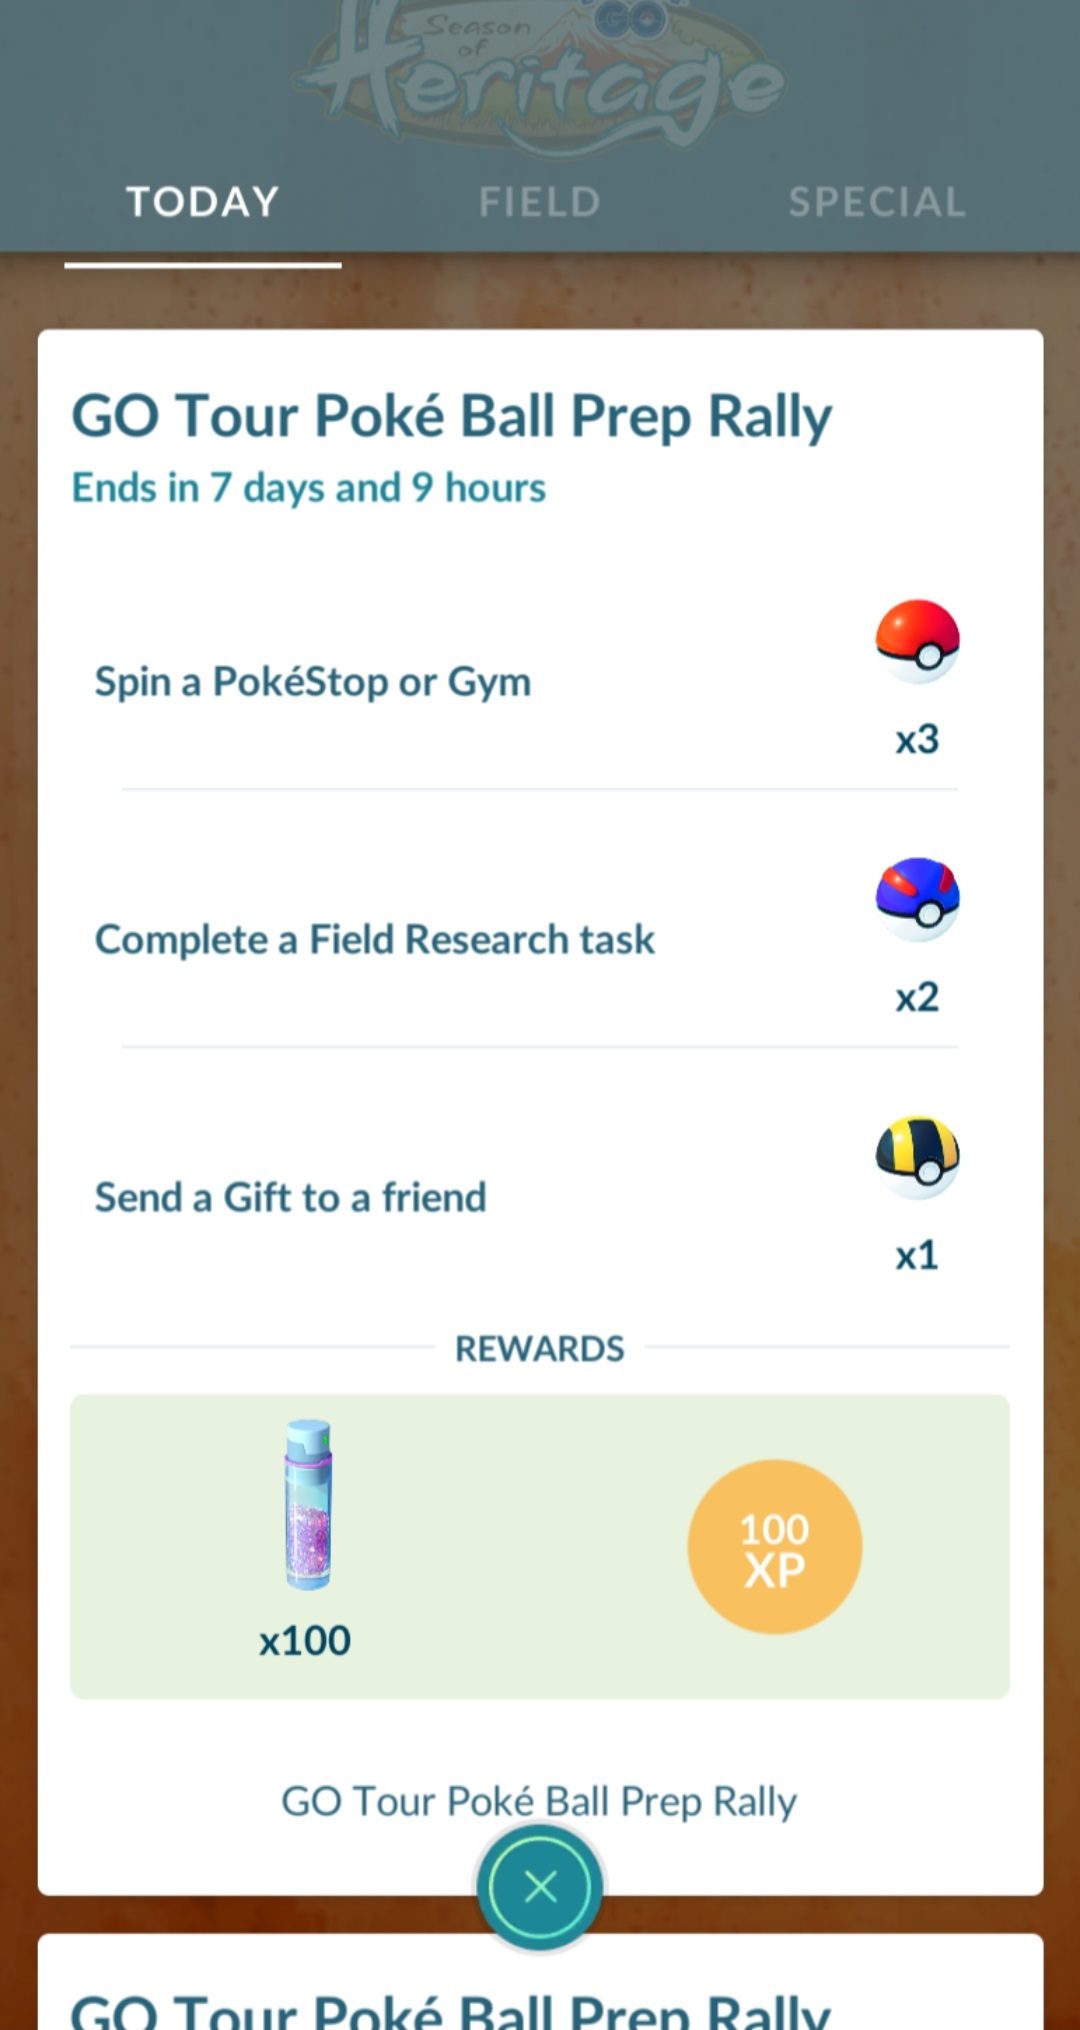 GO
Season
of
Heritage
TODAY
FIELD
SPECIAL
GO Tour Poké Ball Prep Rally
Ends in 7 days and 9 hours
Spin a PokéStop or Gym
x3
Complete a Field Research task
x2
Send a Gift to a friend
x1
REWARDS
x100
100
XP
GO Tour Poké Ball Prep Rally
GO Tour Poké Ball Prep Rally